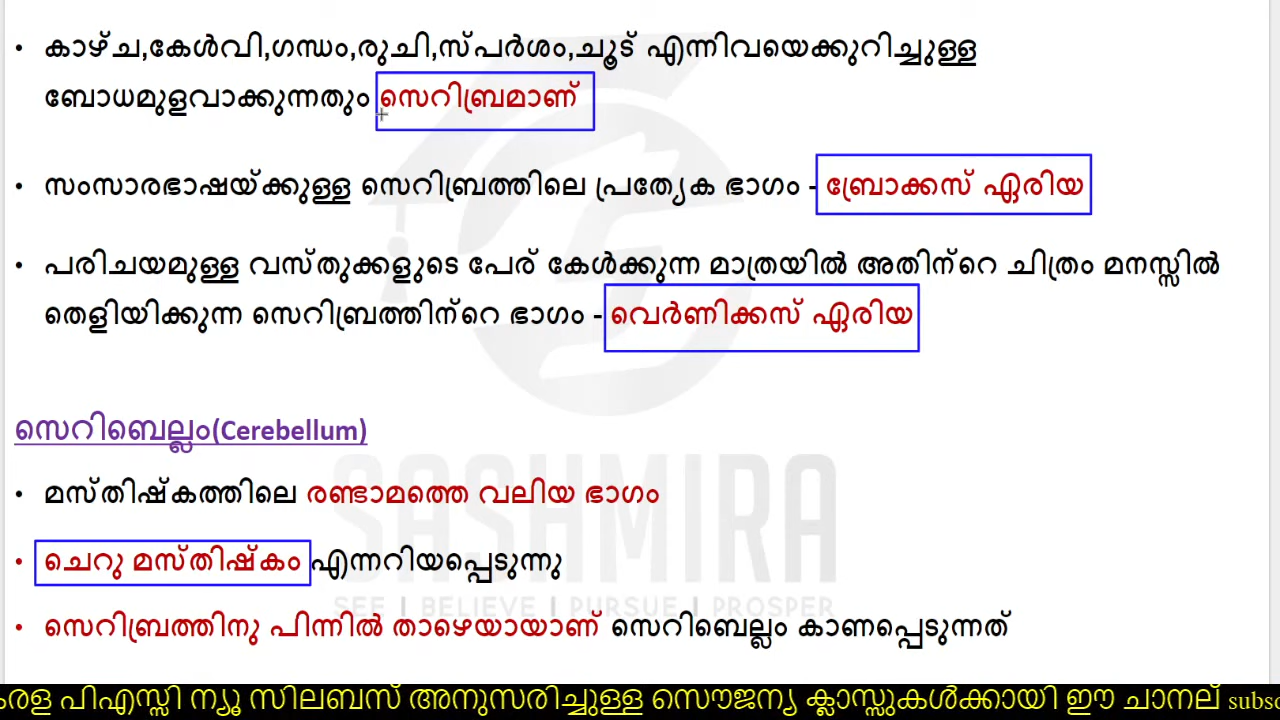 • കാഴ്ച,കേൾവി,ഗന്ധം,രുചി,സ്പർശം,ചൂട് എന്നിവയെക്കുറിച്ചുള്ള
ബോധമുളവാക്കുന്നതും സെറിബ്രമാണ്
• സംസാരഭാഷയ്ക്കുള്ള സെറിബ്രത്തിലെ പ്രത്യേക ഭാഗം - ബ്രോക്കസ് ഏരിയ
• പരിചയമുള്ള വസ്തുക്കളുടെ പേര് കേൾക്കുന്ന മാത്രയിൽ അതിന്റെ ചിത്രം മനസ്സിൽ
തെളിയിക്കുന്ന സെറിബ്രത്തിന്റെ ഭാഗം - വെർണിക്കസ് ഏരിയ
സെറിബെല്ലം(Cerebellum)
• മസ്തിഷ്കത്തിലെ രണ്ടാമത്തെ വലിയ ഭാഗം
• ചെറു മസ്തിഷ്കം എന്നറിയപ്പെടുന്നു
• സെറിബ്രത്തിനു പിന്നിൽ താഴെയായാണ് സെറിബെല്ലം കാണപ്പെടുന്നത്
SASHMIRA
SEE | BELIEVE | PURSUE | PROSPER
കരള പിഎസ്സി ന്യൂ സിലബസ് അനുസരിച്ചുള്ള സൌജന്യ ക്ലാസ്സുകൾക്കായി ഈ ചാനല് subsc